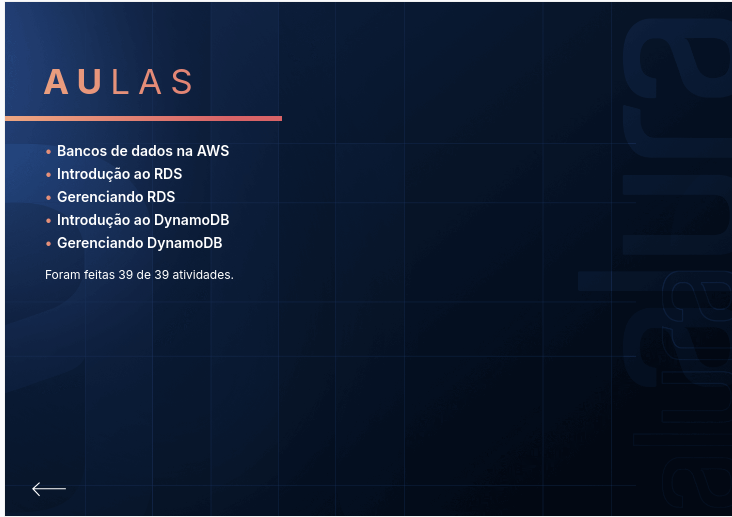 AULAS
• Bancos de dados na AWS
• Introdução ao RDS
• Gerenciando RDS
• Introdução ao DynamoDB
• Gerenciando DynamoDB
Foram feitas 39 de 39 atividades.
alura
alura